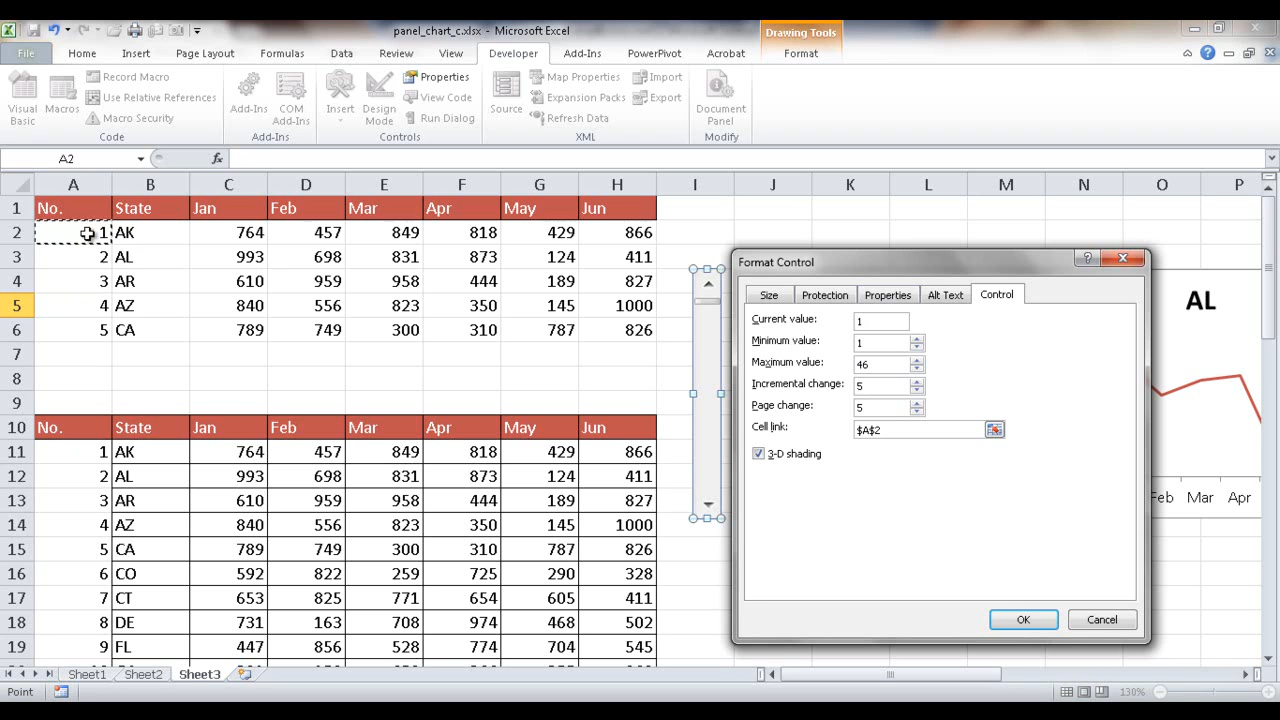 panel_chart_c.xlsx - Microsoft Excel
Drawing Tools
File Home Insert Page Layout Formulas Data Review View Developer Add-Ins PowerPivot Acrobat Format
Visual Basic
Macros
Record Macro
Use Relative References
Macro Security
Code
Add-Ins
COM Add-Ins
Add-Ins
Insert
Design Mode
Properties
View Code
Run Dialog
Controls
Source
Map Properties
Expansion Packs
Refresh Data
Import
Export
XML
Document Panel
Modify
A2 fx
A B C D E F G H I J K L M N O P
1 No. State Jan Feb Mar Apr May Jun
2 1 AK 764 457 849 818 429 866
3 2 AL 993 698 831 873 124 411
4 3 AR 610 959 958 444 189 827
5 4 AZ 840 556 823 350 145 1000
6 5 CA 789 749 300 310 787 826
7
8
9
10 No. State Jan Feb Mar Apr May Jun
11 1 AK 764 457 849 818 429 866
12 2 AL 993 698 831 873 124 411
13 3 AR 610 959 958 444 189 827
14 4 AZ 840 556 823 350 145 1000
15 5 CA 789 749 300 310 787 826
16 6 CO 592 822 259 725 290 328
17 7 CT 653 825 771 654 605 411
18 8 DE 731 163 708 974 468 502
19 9 FL 447 856 528 774 704 545
Format Control
Size Protection Properties Alt Text Control
Current value: 1
Minimum value: 1
Maximum value: 46
Incremental change: 5
Page change: 5
Cell link: $A$2
3-D shading
OK Cancel
AL
Feb Mar Apr
Sheet1 Sheet2 Sheet3
Point 130%